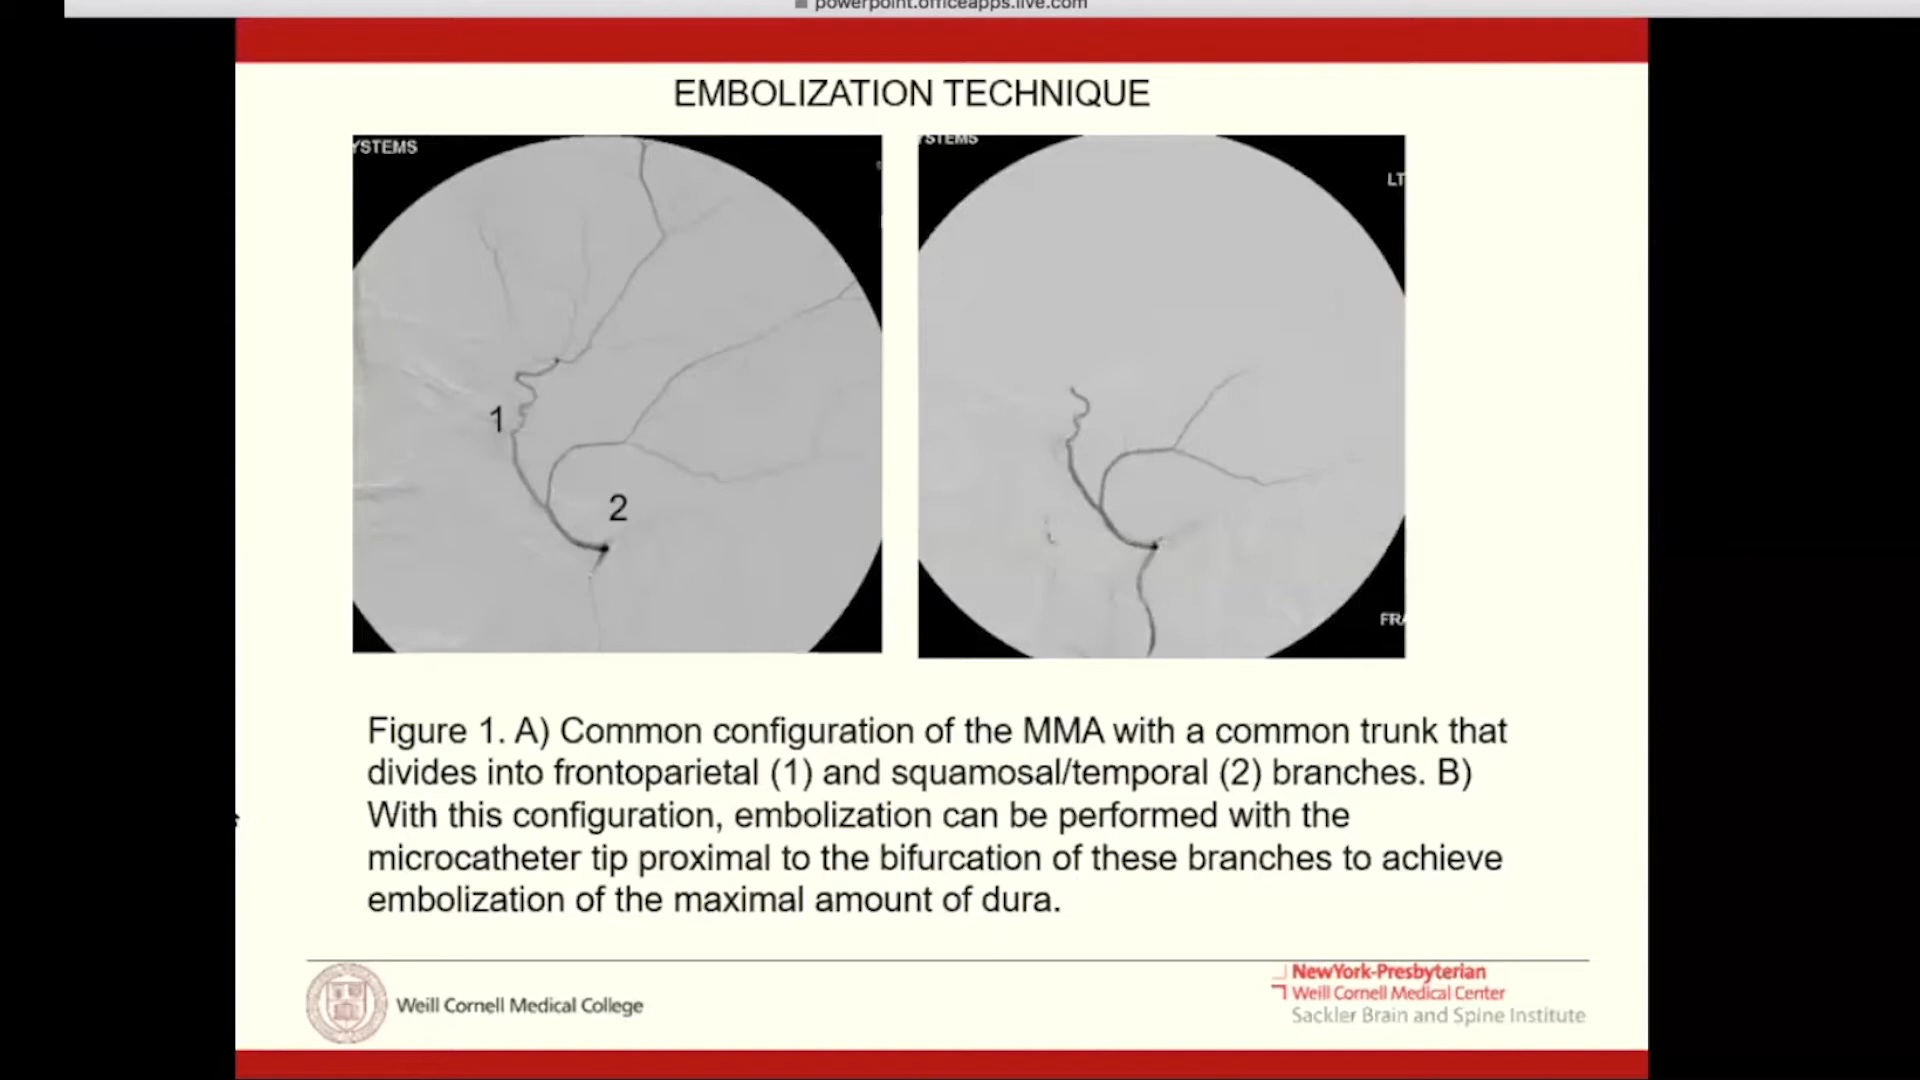 powerpoint.officeapps.live.com
EMBOLIZATION TECHNIQUE
YSTEMS
YSTEMS
LT
1
2
FRA
Figure 1. A) Common configuration of the MMA with a common trunk that
divides into frontoparietal (1) and squamosal/temporal (2) branches. B)
With this configuration, embolization can be performed with the
microcatheter tip proximal to the bifurcation of these branches to achieve
embolization of the maximal amount of dura.
Weill Cornell Medical College
NewYork-Presbyterian
Weill Cornell Medical Center
Sackler Brain and Spine Institute